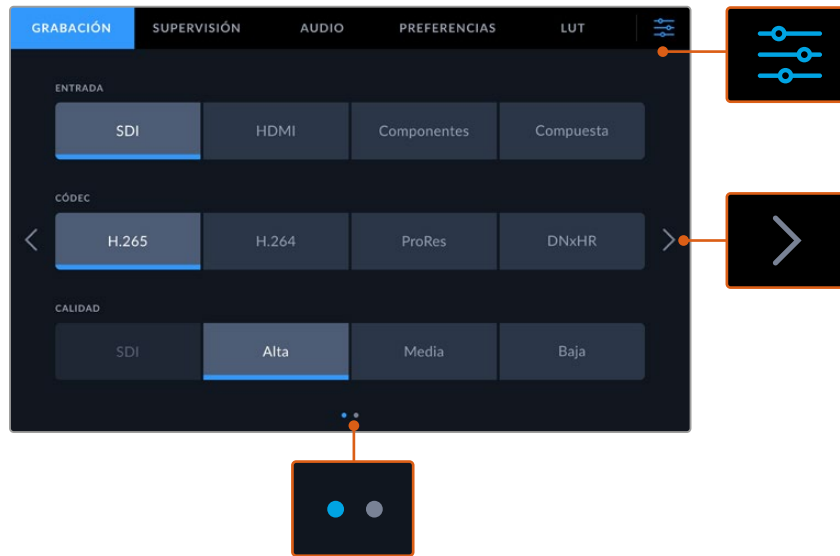 GRABACIÓN SUPERVISIÓN AUDIO PREFERENCIAS LUT
ENTRADA
SDI HDMI Componentes Compuesta
CÓDEC
H.265 H.264 ProRes DNxHR
CALIDAD
SDI Alta Media Baja